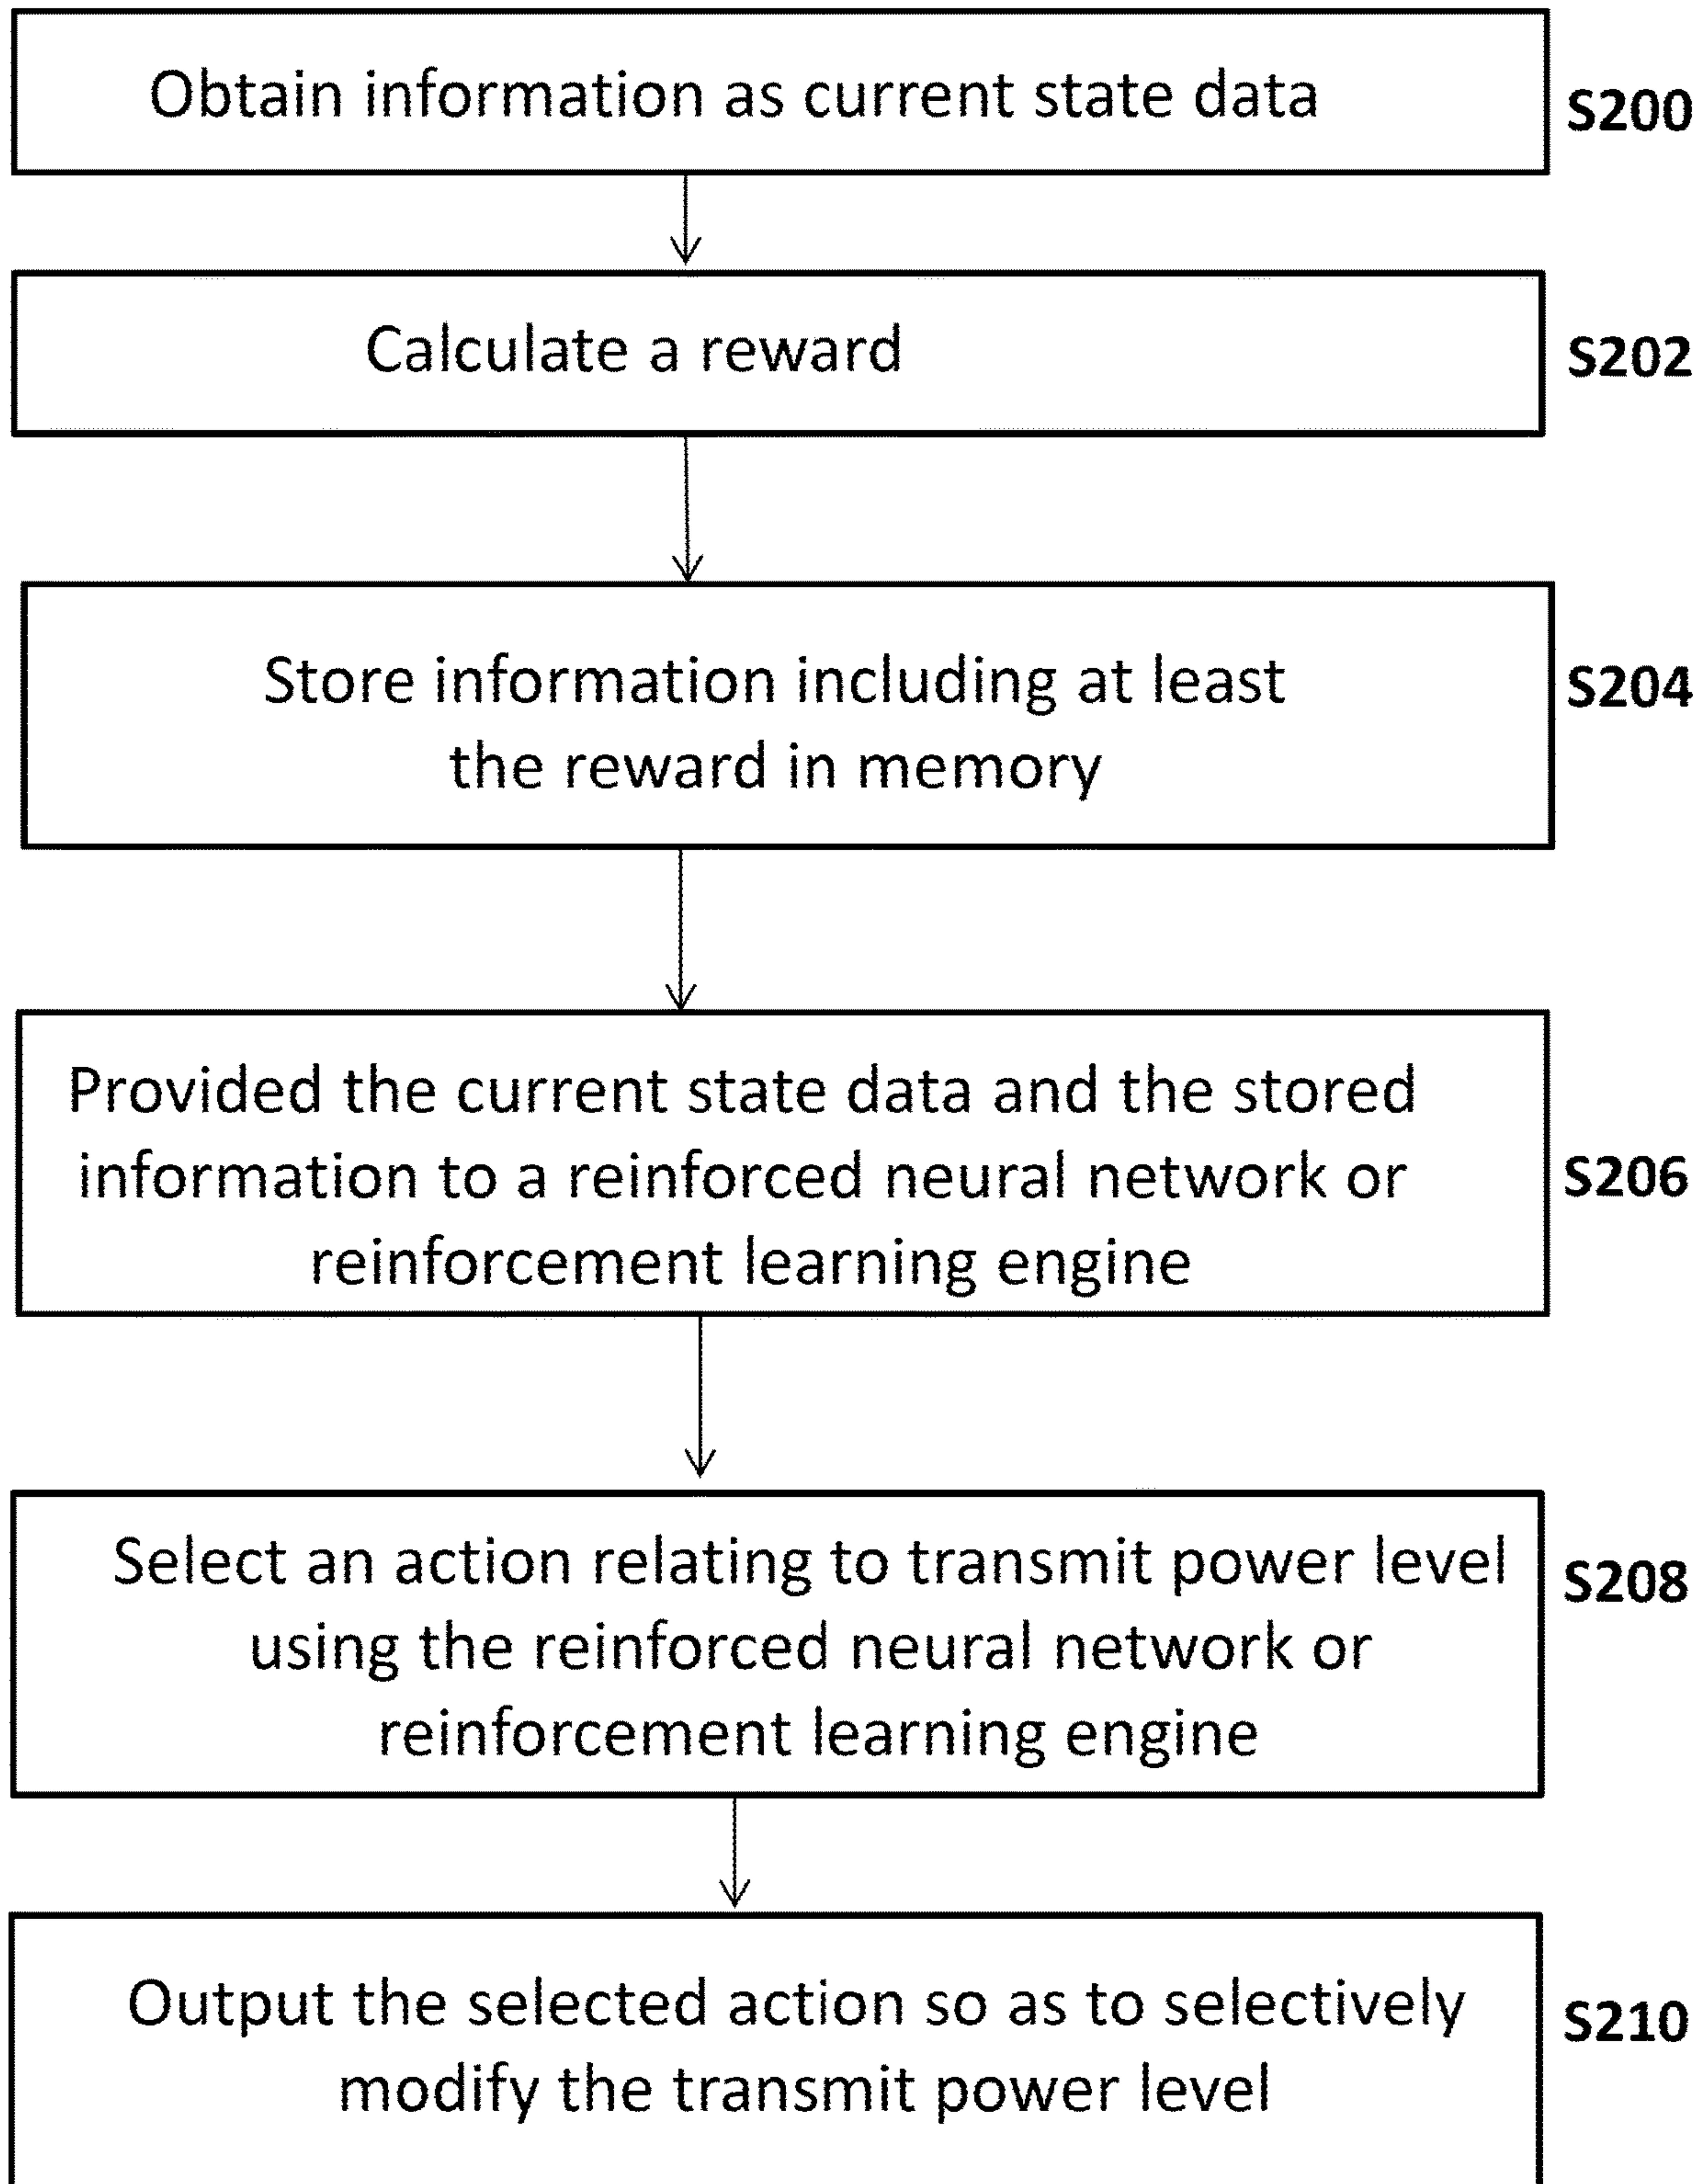 Obtain information as current state data
S200
Calculate a reward
S202
Store information including at least
the reward in memory
S204
Provided the current state data and the stored
information to a reinforced neural network or
reinforcement learning engine
S206
Select an action relating to transmit power level
using the reinforced neural network or
reinforcement learning engine
S208
Output the selected action so as to selectively
modify the transmit power level
S210